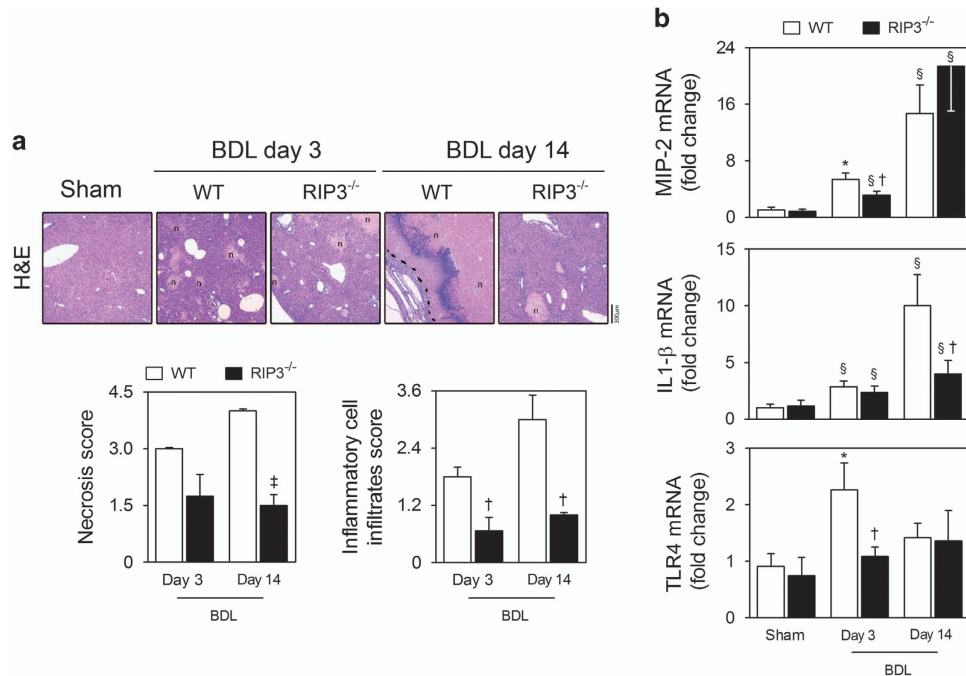 a
BDL day 3
BDL day 14
Sham
WT
RIP3-/-
WT
RIP3-/-
H&E
n
n
n
n
n
n
n
n
n
n
300μm
WT
RIP3-/-
Necrosis score
4.5
3.0
1.5
0
‡
Day 3
Day 14
BDL
Inflammatory cell
infiltrates score
3.6
2.4
1.2
0
†
†
Day 3
Day 14
BDL
b
WT
RIP3-/-
MIP-2 mRNA
(fold change)
24
16
8
0
*
§ †
§
§
IL1-β mRNA
(fold change)
15
10
5
0
§
§
§
§ †
TLR4 mRNA
(fold change)
3
2
1
0
*
†
Sham
Day 3
Day 14
BDL